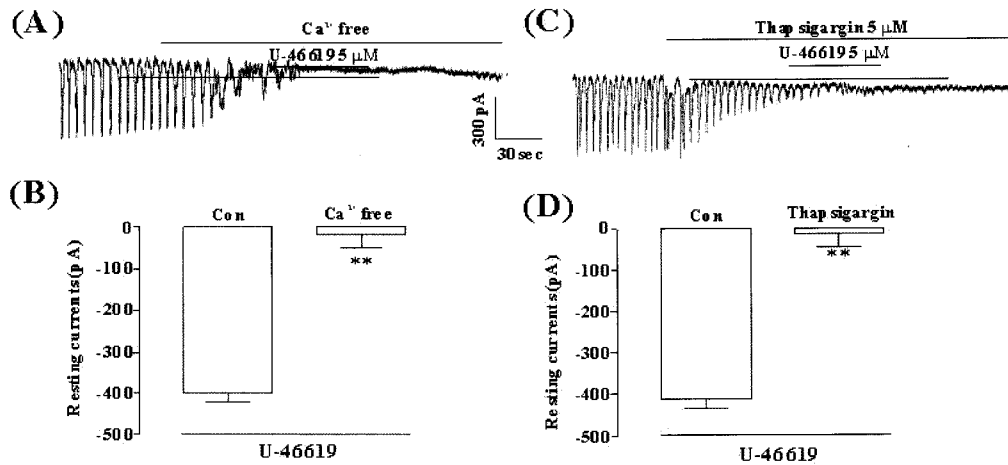 (A)
Ca²⁺ free
U-46619 5 μM
300 pA
30 sec
(C)
Thapsigargin 5 μM
U-46619 5 μM
(B)
Con
Ca²⁺ free
Resting currents(pA)
0
-100
-200
-300
-400
-500
**
U-46619
(D)
Con
Thapsigargin
Resting currents(pA)
0
-100
-200
-300
-400
-500
**
U-46619